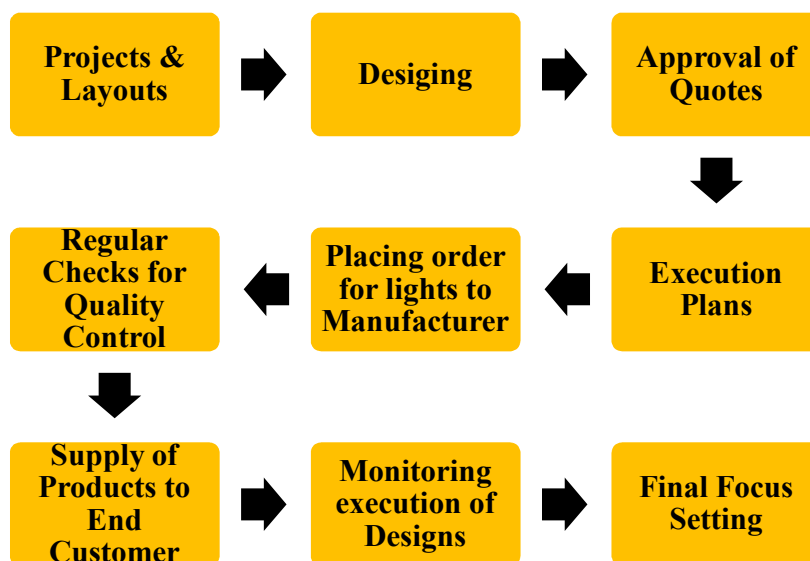 Projects &
Layouts
Desiging
Approval of
Quotes
Regular
Checks for
Quality
Control
Placing order
for lights to
Manufacturer
Execution
Plans
Supply of
Products to
End
Customer
Monitoring
execution of
Designs
Final Focus
Setting